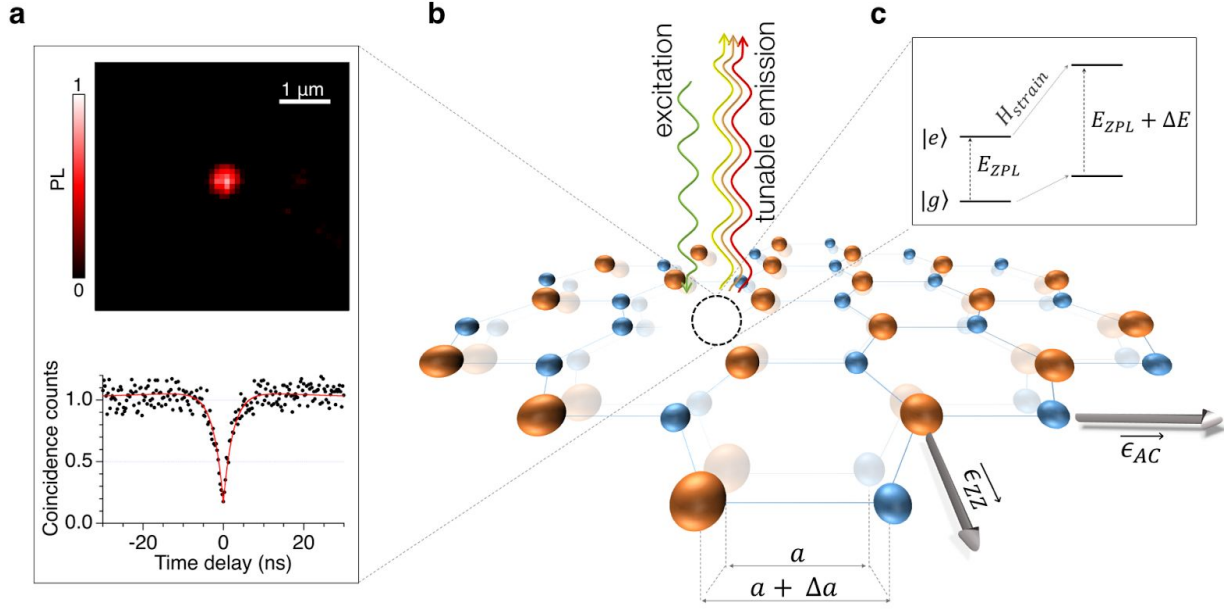 a
1 µm
1
PL
0
Coincidence counts
1.0
0.5
0.0
-20
0
20
Time delay (ns)
b
excitation
tunable emission
ϵ_AC
ϵ_ZZ
a
a + Δa
c
H_strain
|e⟩
E_ZPL
E_ZPL + ΔE
|g⟩